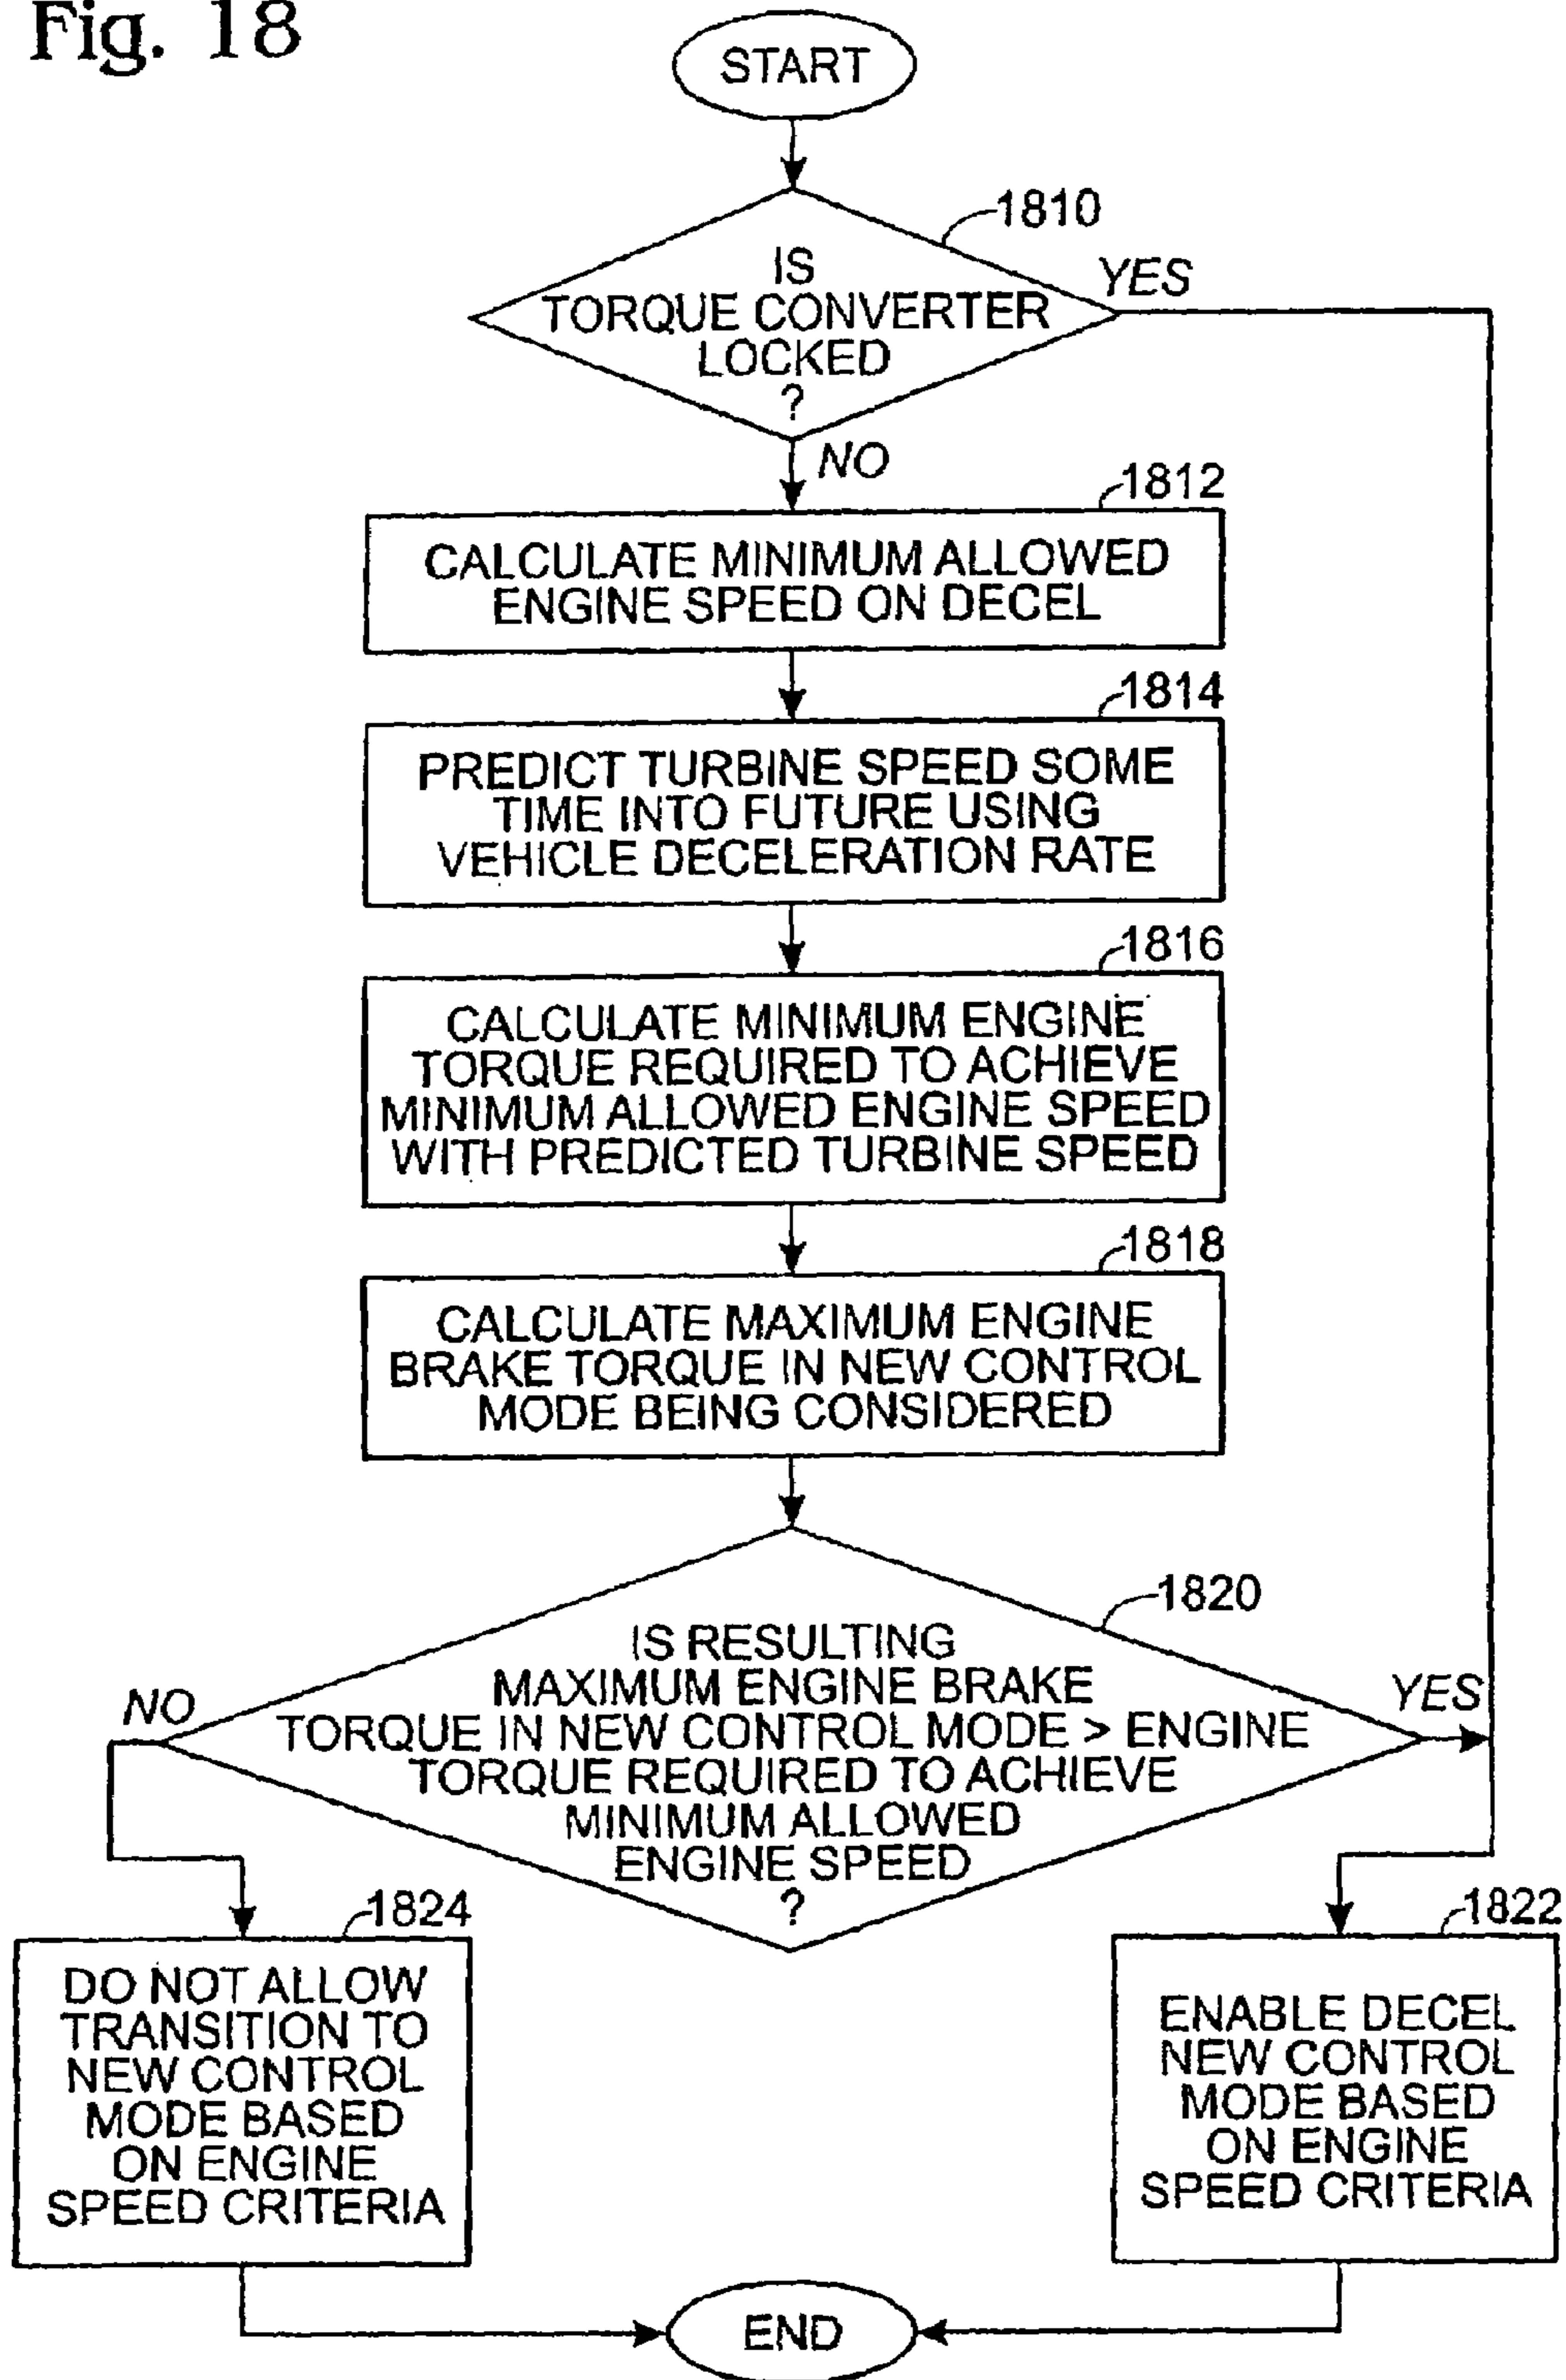 Fig. 18
START
1810
IS
TORQUE CONVERTER
LOCKED
?
YES
NO
1812
CALCULATE MINIMUM ALLOWED
ENGINE SPEED ON DECEL
1814
PREDICT TURBINE SPEED SOME
TIME INTO FUTURE USING
VEHICLE DECELERATION RATE
1816
CALCULATE MINIMUM ENGINE
TORQUE REQUIRED TO ACHIEVE
MINIMUM ALLOWED ENGINE SPEED
WITH PREDICTED TURBINE SPEED
1818
CALCULATE MAXIMUM ENGINE
BRAKE TORQUE IN NEW CONTROL
MODE BEING CONSIDERED
1820
IS RESULTING
MAXIMUM ENGINE BRAKE
TORQUE IN NEW CONTROL MODE > ENGINE
TORQUE REQUIRED TO ACHIEVE
MINIMUM ALLOWED
ENGINE SPEED
?
NO
YES
1824
DO NOT ALLOW
TRANSITION TO
NEW CONTROL
MODE BASED
ON ENGINE
SPEED CRITERIA
1822
ENABLE DECEL
NEW CONTROL
MODE BASED
ON ENGINE
SPEED CRITERIA
END